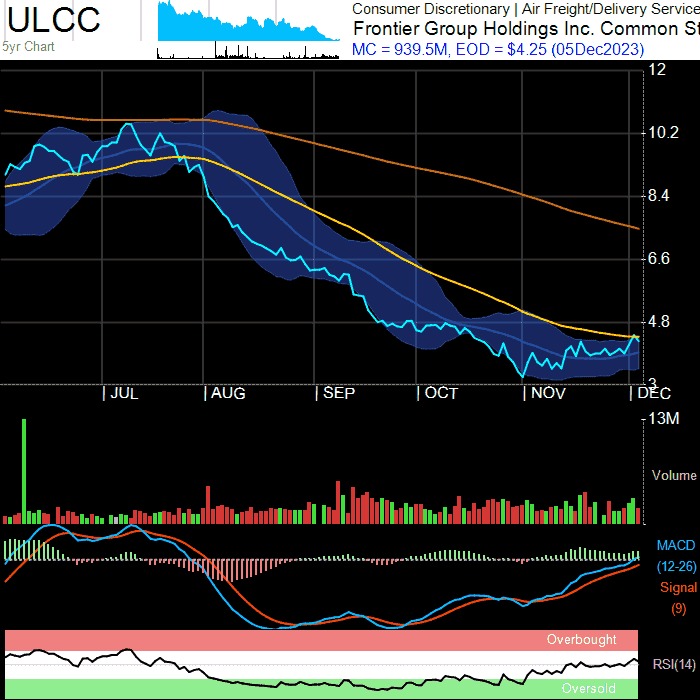 ULCC
5yr Chart
Consumer Discretionary | Air Freight/Delivery Service
Frontier Group Holdings Inc. Common St
MC = 939.5M, EOD = $4.25 (05Dec2023)
12
10.2
8.4
6.6
4.8
3
JUL AUG SEP OCT NOV DEC
13M
Volume
MACD
(12-26)
Signal
(9)
Overbought
RSI(14)
Oversold